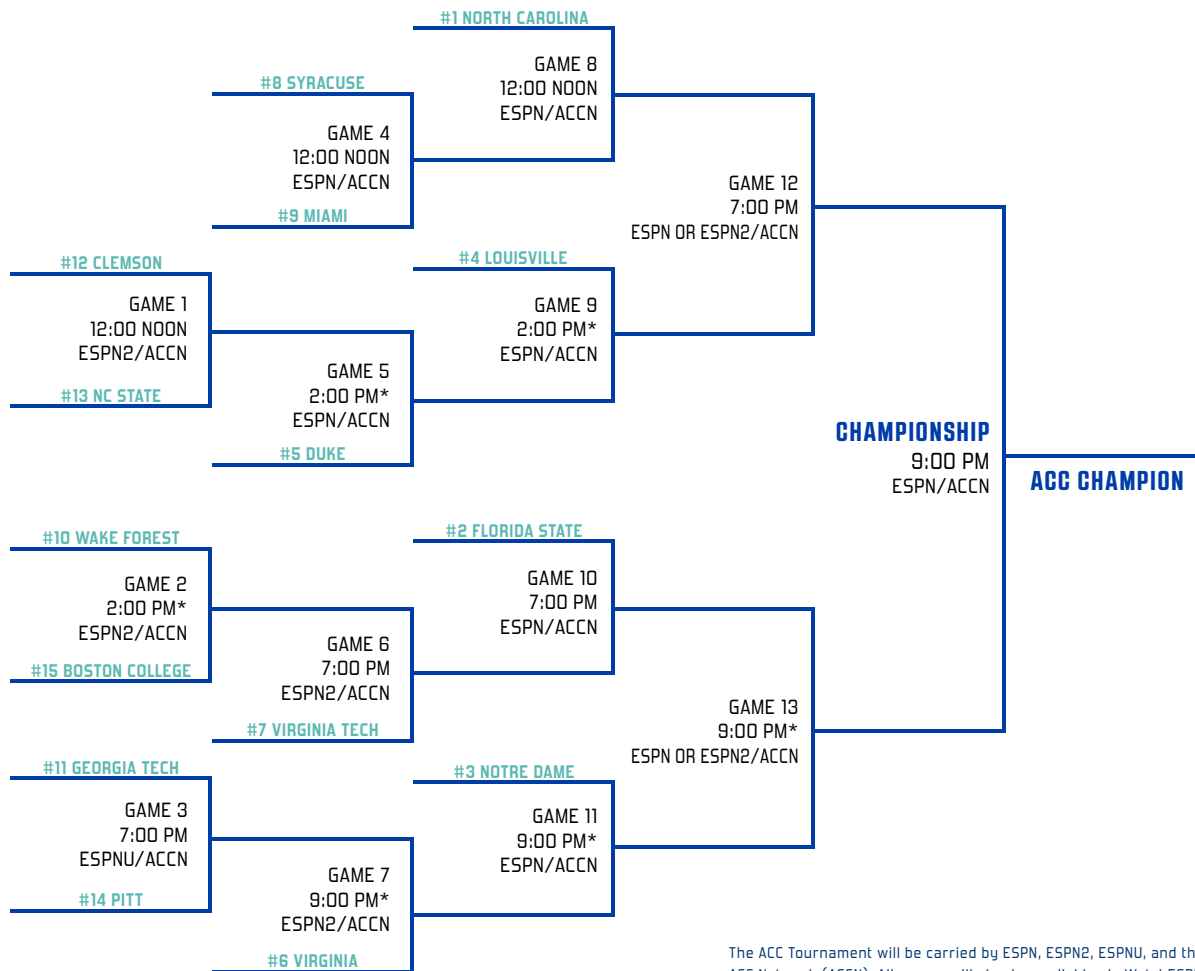 #1 NORTH CAROLINA
GAME 8
12:00 NOON
ESPN/ACCN
#8 SYRACUSE
GAME 4
12:00 NOON
ESPN/ACCN
#9 MIAMI
GAME 12
7:00 PM
ESPN OR ESPN2/ACCN
#12 CLEMSON
GAME 1
12:00 NOON
ESPN2/ACCN
#13 NC STATE
#4 LOUISVILLE
GAME 9
2:00 PM*
ESPN/ACCN
GAME 5
2:00 PM*
ESPN/ACCN
#5 DUKE
CHAMPIONSHIP
9:00 PM
ESPN/ACCN
ACC CHAMPION
#10 WAKE FOREST
GAME 2
2:00 PM*
ESPN2/ACCN
#15 BOSTON COLLEGE
#2 FLORIDA STATE
GAME 10
7:00 PM
ESPN/ACCN
GAME 6
7:00 PM
ESPN2/ACCN
#7 VIRGINIA TECH
GAME 13
9:00 PM*
ESPN OR ESPN2/ACCN
#11 GEORGIA TECH
GAME 3
7:00 PM
ESPNU/ACCN
#14 PITT
#3 NOTRE DAME
GAME 11
9:00 PM*
ESPN/ACCN
GAME 7
9:00 PM*
ESPN2/ACCN
#6 VIRGINIA
The ACC Tournament will be carried by ESPN, ESPN2, ESPNU, and th